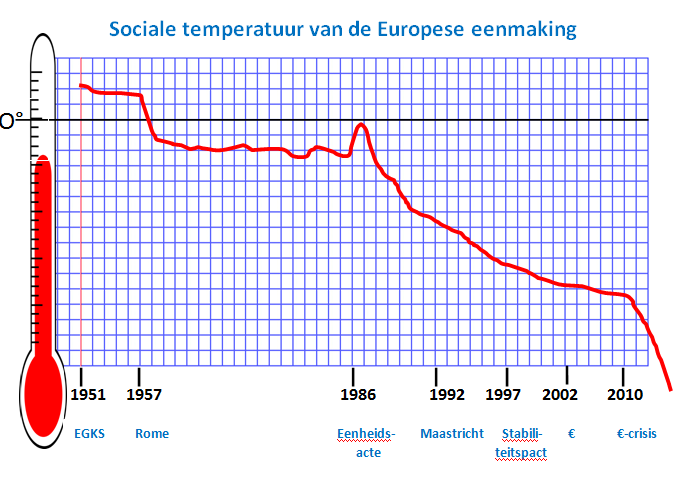 Sociale temperatuur van de Europese eenmaking
0°
1951 1957 1986 1992 1997 2002 2010
EGKS Rome Eenheids- Maastricht Stabili- € €-crisis
acte teitspact